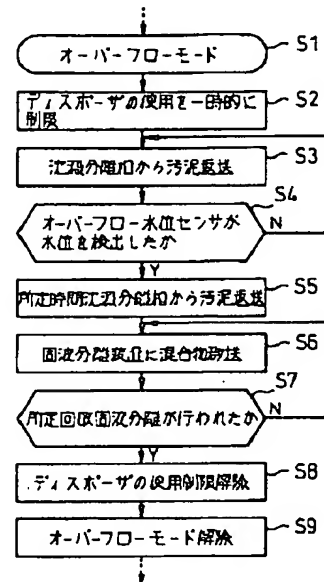 オーバーフローモード
S1
ディスポーザの使用を一時的に
制限
S2
沈殿分離槽から汚泥返送
S3
S4
オーバーフロー水位センサが
水位を検出したか
N
Y
所定時間沈殿分離槽から汚泥返送
S5
固液分離装置に混合物移送
S6
S7
所定回数固液分離が行われたか
N
Y
ディスポーザの使用制限解除
S8
オーバーフローモード解除
S9